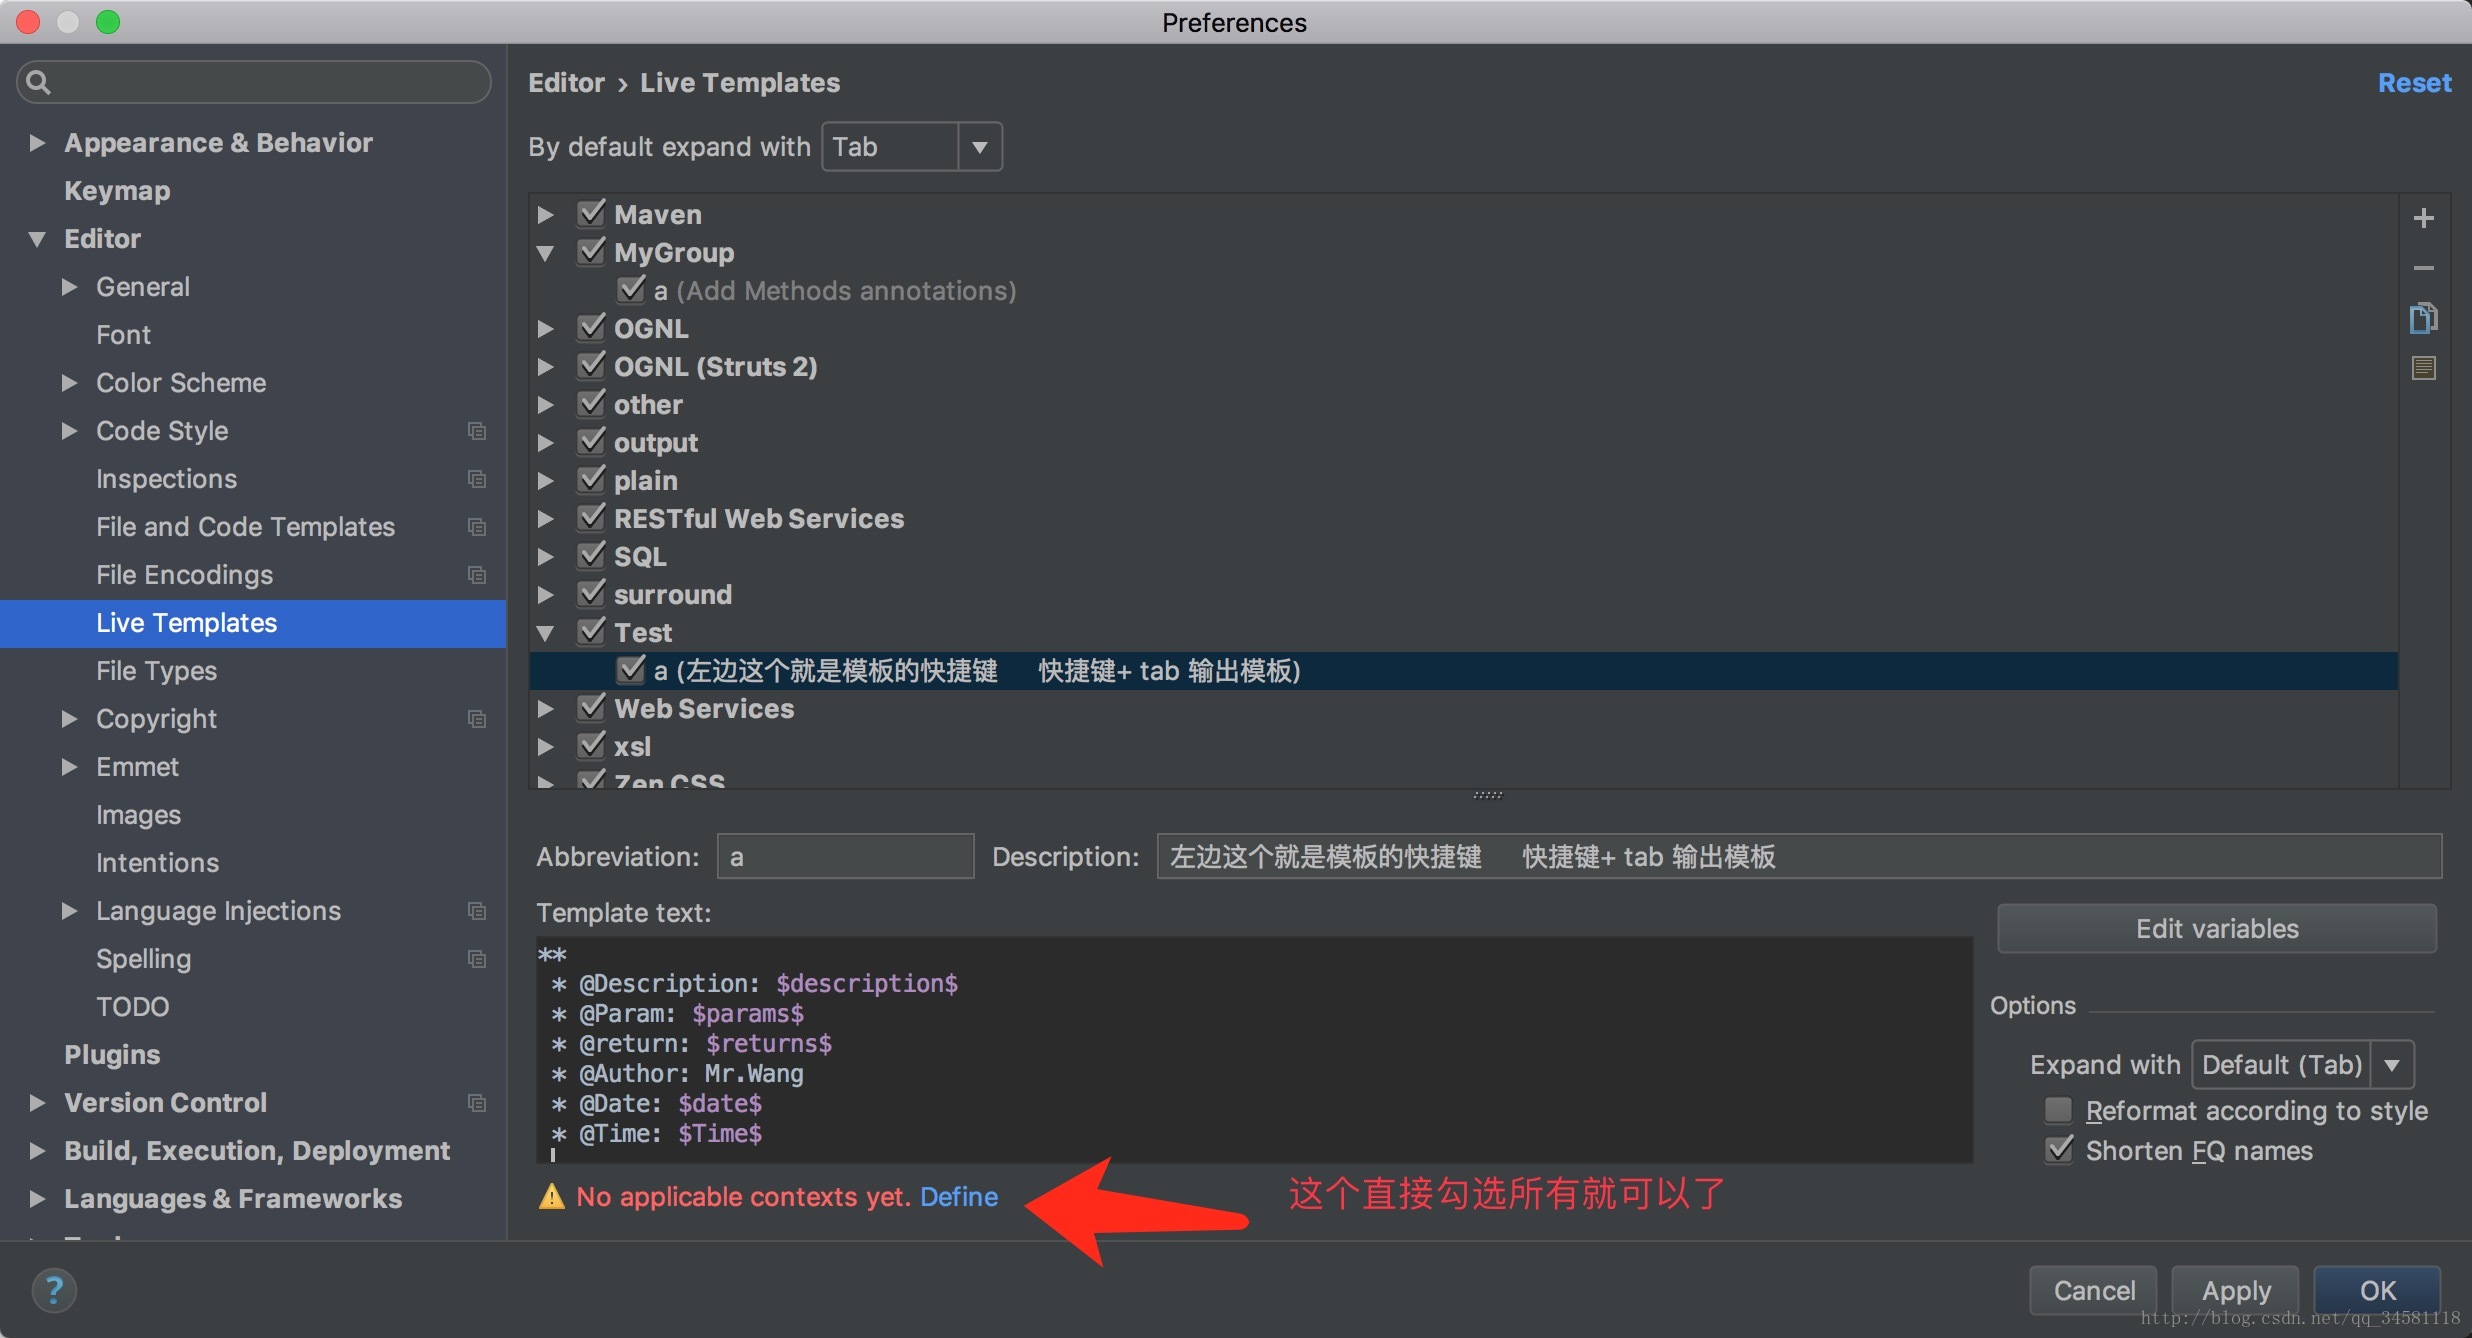 Preferences
Appearance & Behavior
Keymap
Editor
General
Font
Color Scheme
Code Style
Inspections
File and Code Templates
File Encodings
Live Templates
File Types
Copyright
Emmet
Images
Intentions
Language Injections
Spelling
TODO
Plugins
Version Control
Build, Execution, Deployment
Languages & Frameworks
Editor › Live Templates
Reset
By default expand with Tab
Maven
MyGroup
a (Add Methods annotations)
OGNL
OGNL (Struts 2)
other
output
plain
RESTful Web Services
SQL
surround
Test
a (左边这个就是模板的快捷键 快捷键+ tab 输出模板)
Web Services
xsl
Zen CSS
Abbreviation: a Description: 左边这个就是模板的快捷键 快捷键+ tab 输出模板
Template text:
**
* @Description: $description$
* @Param: $params$
* @return: $returns$
* @Author: Mr.Wang
* @Date: $date$
* @Time: $Time$
Edit variables
Options
Expand with Default (Tab)
Reformat according to style
Shorten FQ names
No applicable contexts yet. Define
这个直接勾选所有就可以了
?
Cancel Apply OK
http://blog.csdn.net/qq_34581118